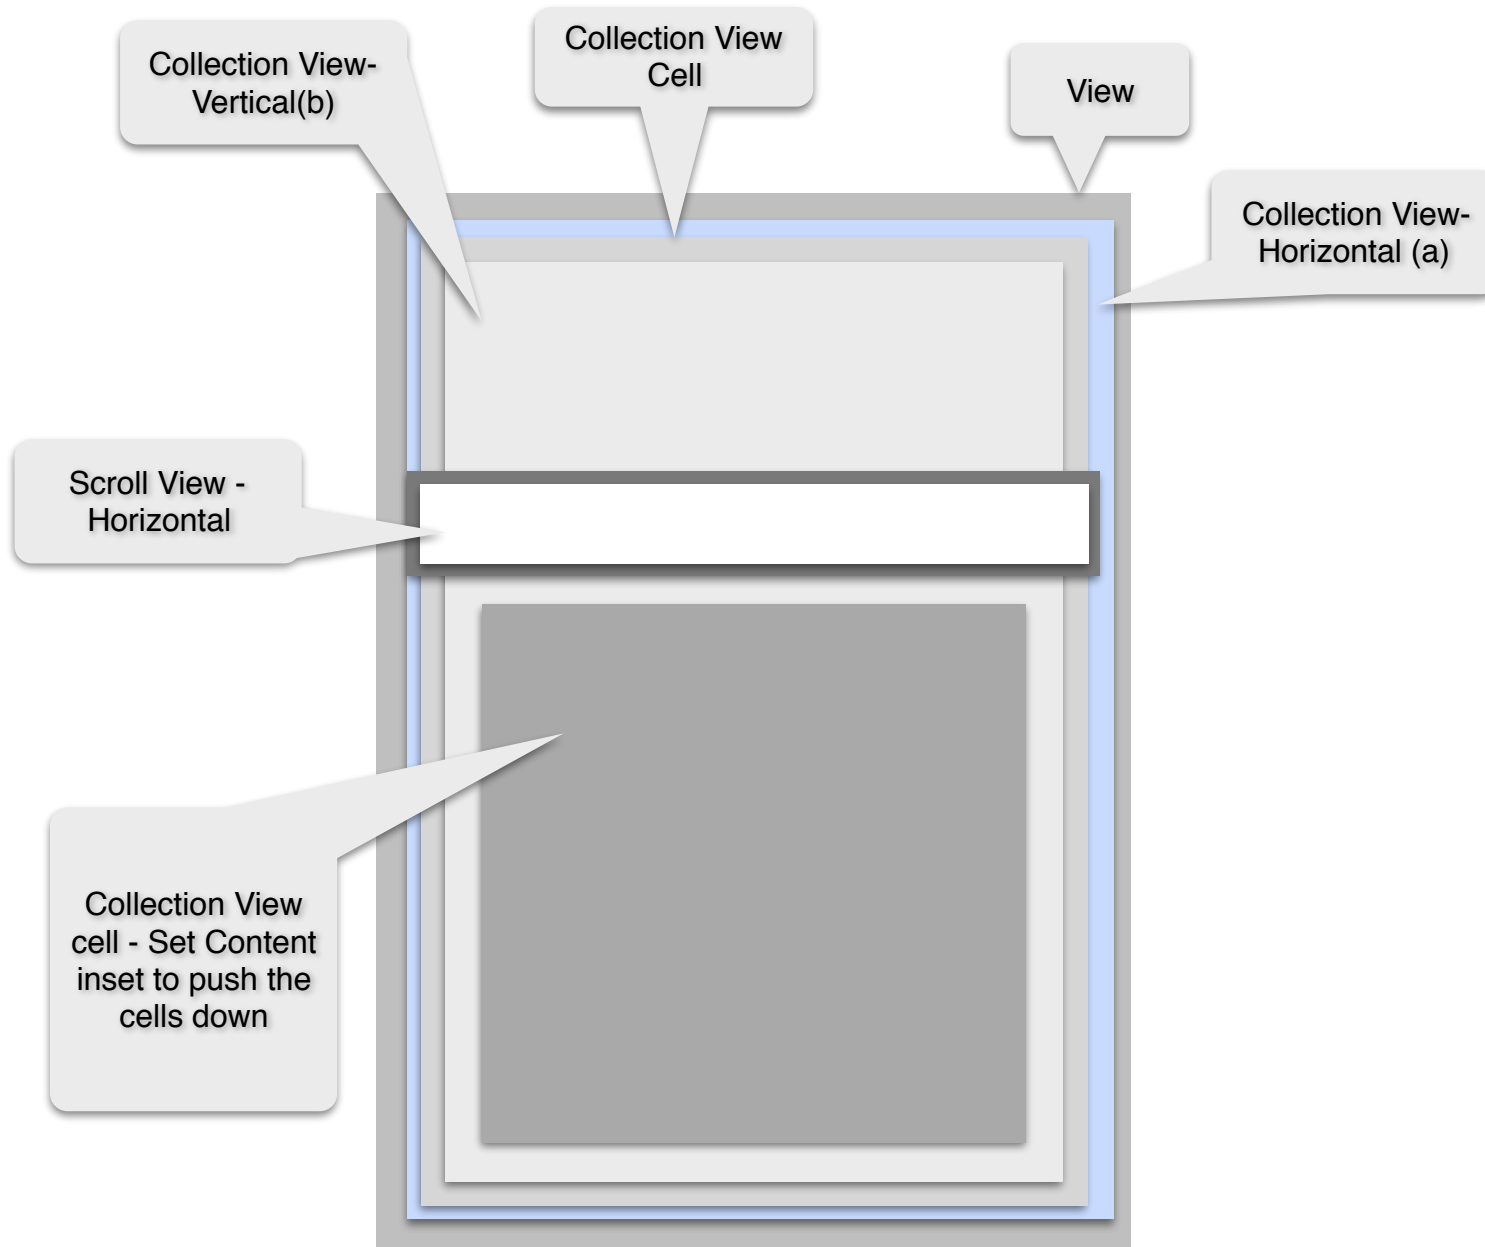 Collection View-
Vertical(b)
Collection View
Cell
View
Collection View-
Horizontal (a)
Scroll View -
Horizontal
Collection View
cell - Set Content
inset to push the
cells down